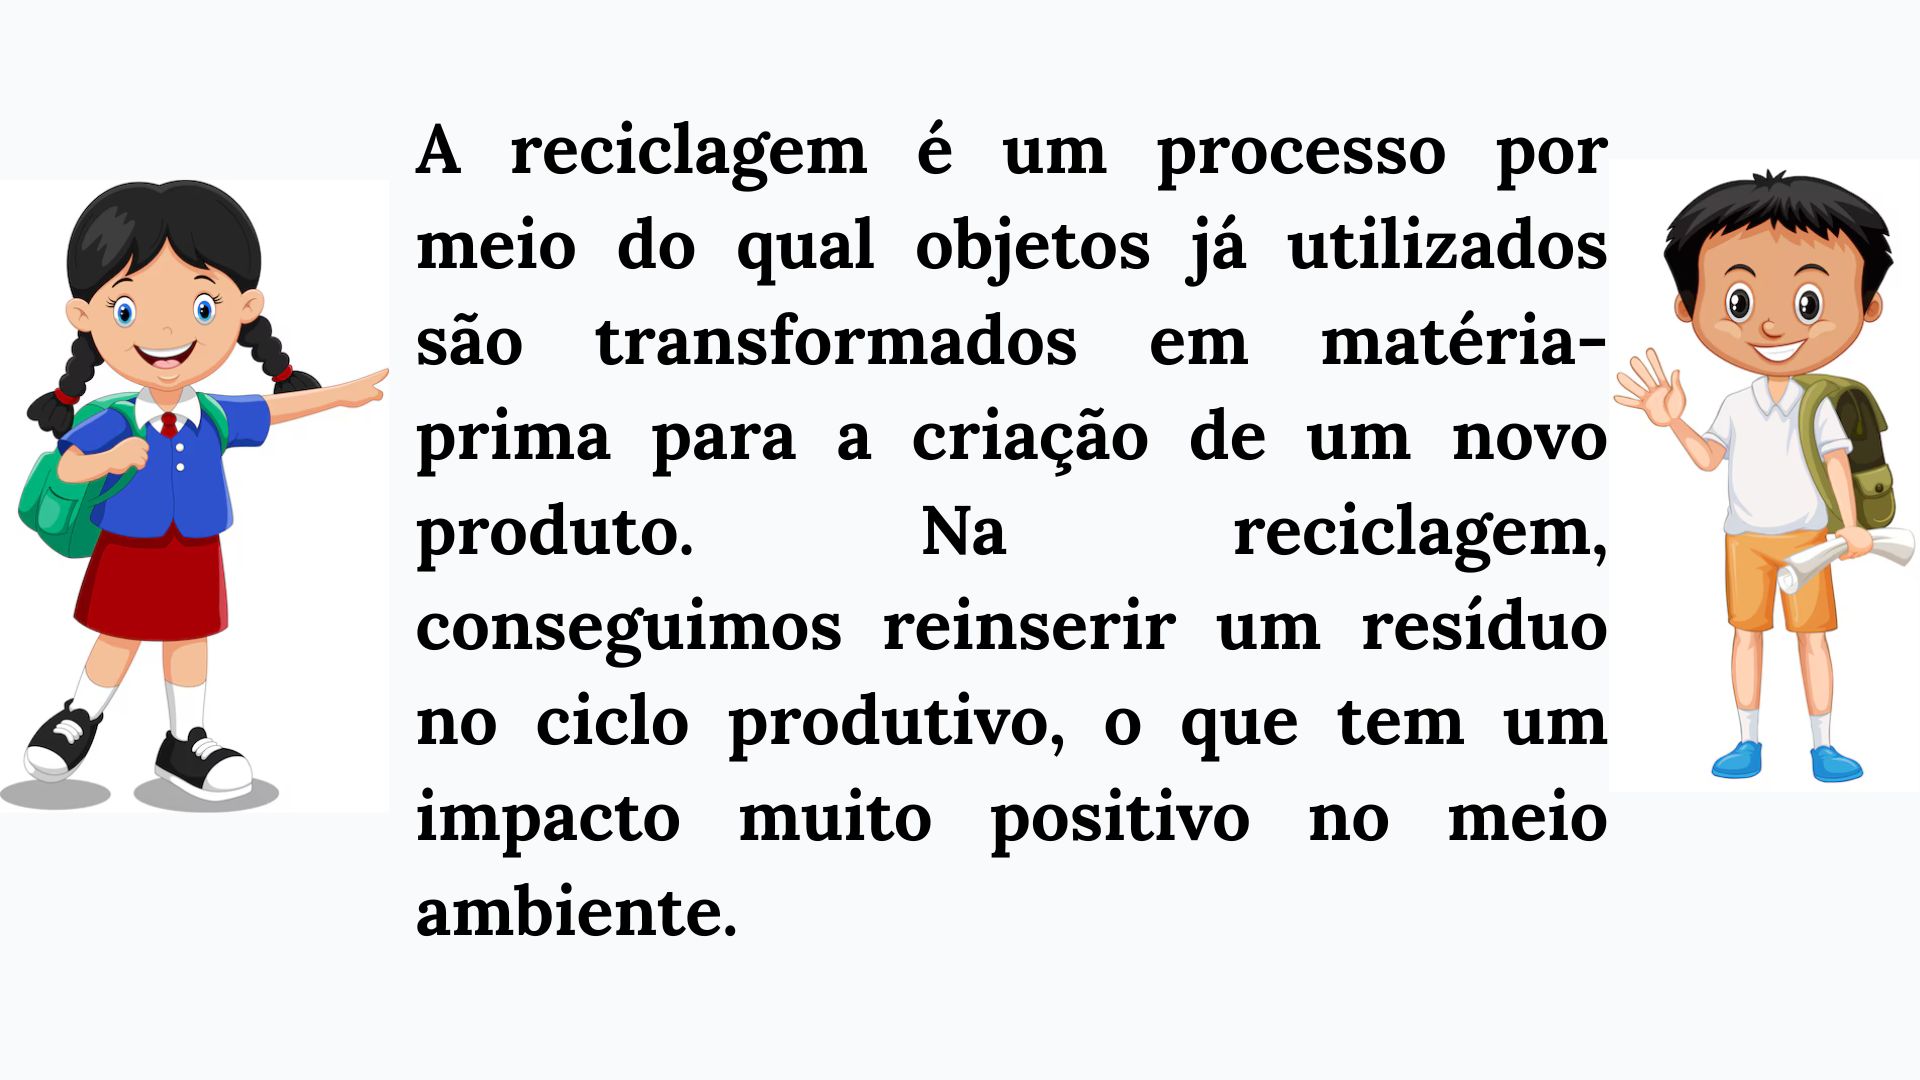 A reciclagem é um processo por
meio do qual objetos já utilizados
são transformados em matéria-
prima para a criação de um novo
produto. Na reciclagem,
conseguimos reinserir um resíduo
no ciclo produtivo, o que tem um
impacto muito positivo no meio
ambiente.